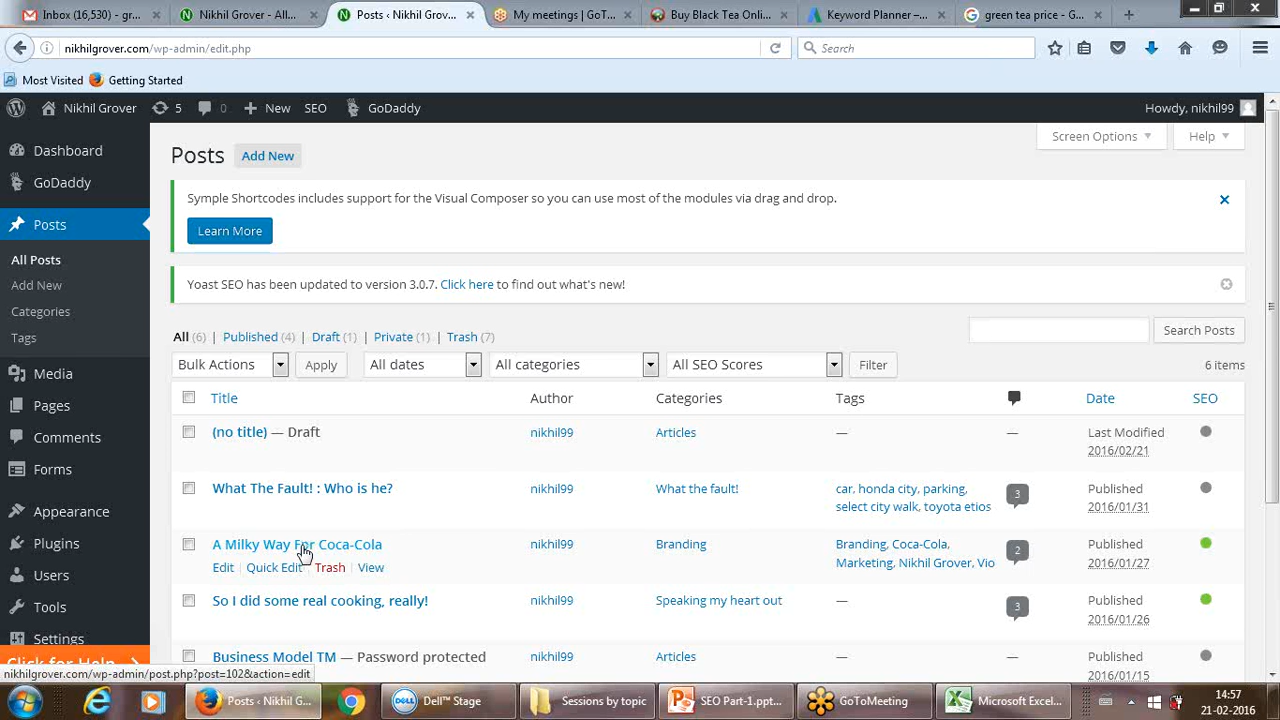 Inbox (16,530) - gr...
Nikhil Grover - All...
Posts ‹ Nikhil Grov...
My meetings | GoT...
Buy Black Tea Onlin...
Keyword Planner –...
green tea price - G...
nikhilgrover.com/wp-admin/edit.php
Search
Most Visited
Getting Started
Nikhil Grover
5
0
New
SEO
GoDaddy
Howdy, nikhil99
Dashboard
GoDaddy
Posts
All Posts
Add New
Categories
Tags
Media
Pages
Comments
Forms
Appearance
Plugins
Users
Tools
Settings
Click for Help
Posts
Add New
Screen Options
Help
Symple Shortcodes includes support for the Visual Composer so you can use most of the modules via drag and drop.
Learn More
Yoast SEO has been updated to version 3.0.7. Click here to find out what's new!
All (6) | Published (4) | Draft (1) | Private (1) | Trash (7)
Search Posts
Bulk Actions
Apply
All dates
All categories
All SEO Scores
Filter
6 items
Title Author Categories Tags Date SEO
(no title) — Draft nikhil99 Articles — — Last Modified
2016/02/21
What The Fault! : Who is he? nikhil99 What the fault! car, honda city, parking, 3 Published
select city walk, toyota etios 2016/01/31
A Milky Way For Coca-Cola nikhil99 Branding Branding, Coca-Cola, 2 Published
Edit | Quick Edit | Trash | View Marketing, Nikhil Grover, Vio 2016/01/27
So I did some real cooking, really! nikhil99 Speaking my heart out — 3 Published
2016/01/26
Business Model TM — Password protected nikhil99 Articles — Published
2016/01/15
nikhilgrover.com/wp-admin/post.php?post=102&action=edit
Posts ‹ Nikhil G...
Dell™ Stage
Sessions by topic
SEO Part-1.ppt...
GoToMeeting
Microsoft Excel...
14:57
21-02-2016